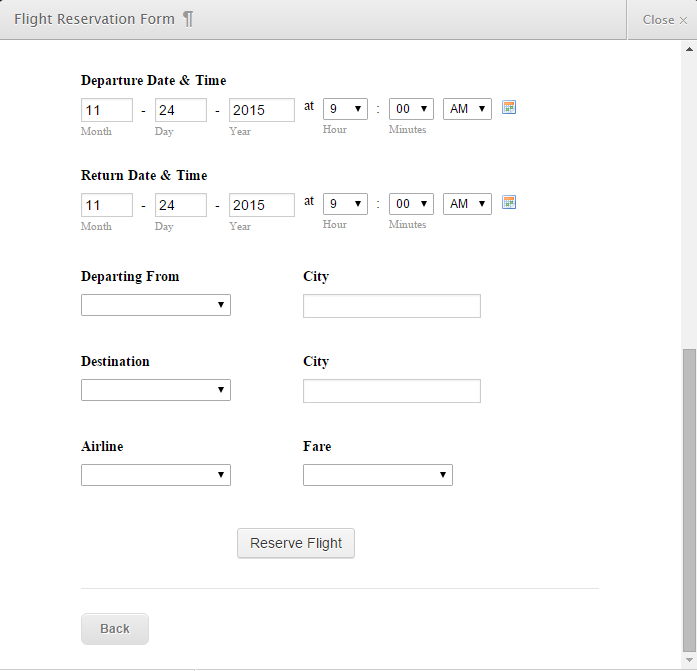 Flight Reservation Form ¶ Close ×
Departure Date & Time
11 - 24 - 2015 at 9 : 00 AM
Month Day Year Hour Minutes
Return Date & Time
11 - 24 - 2015 at 9 : 00 AM
Month Day Year Hour Minutes
Departing From City
Destination City
Airline Fare
Reserve Flight
Back